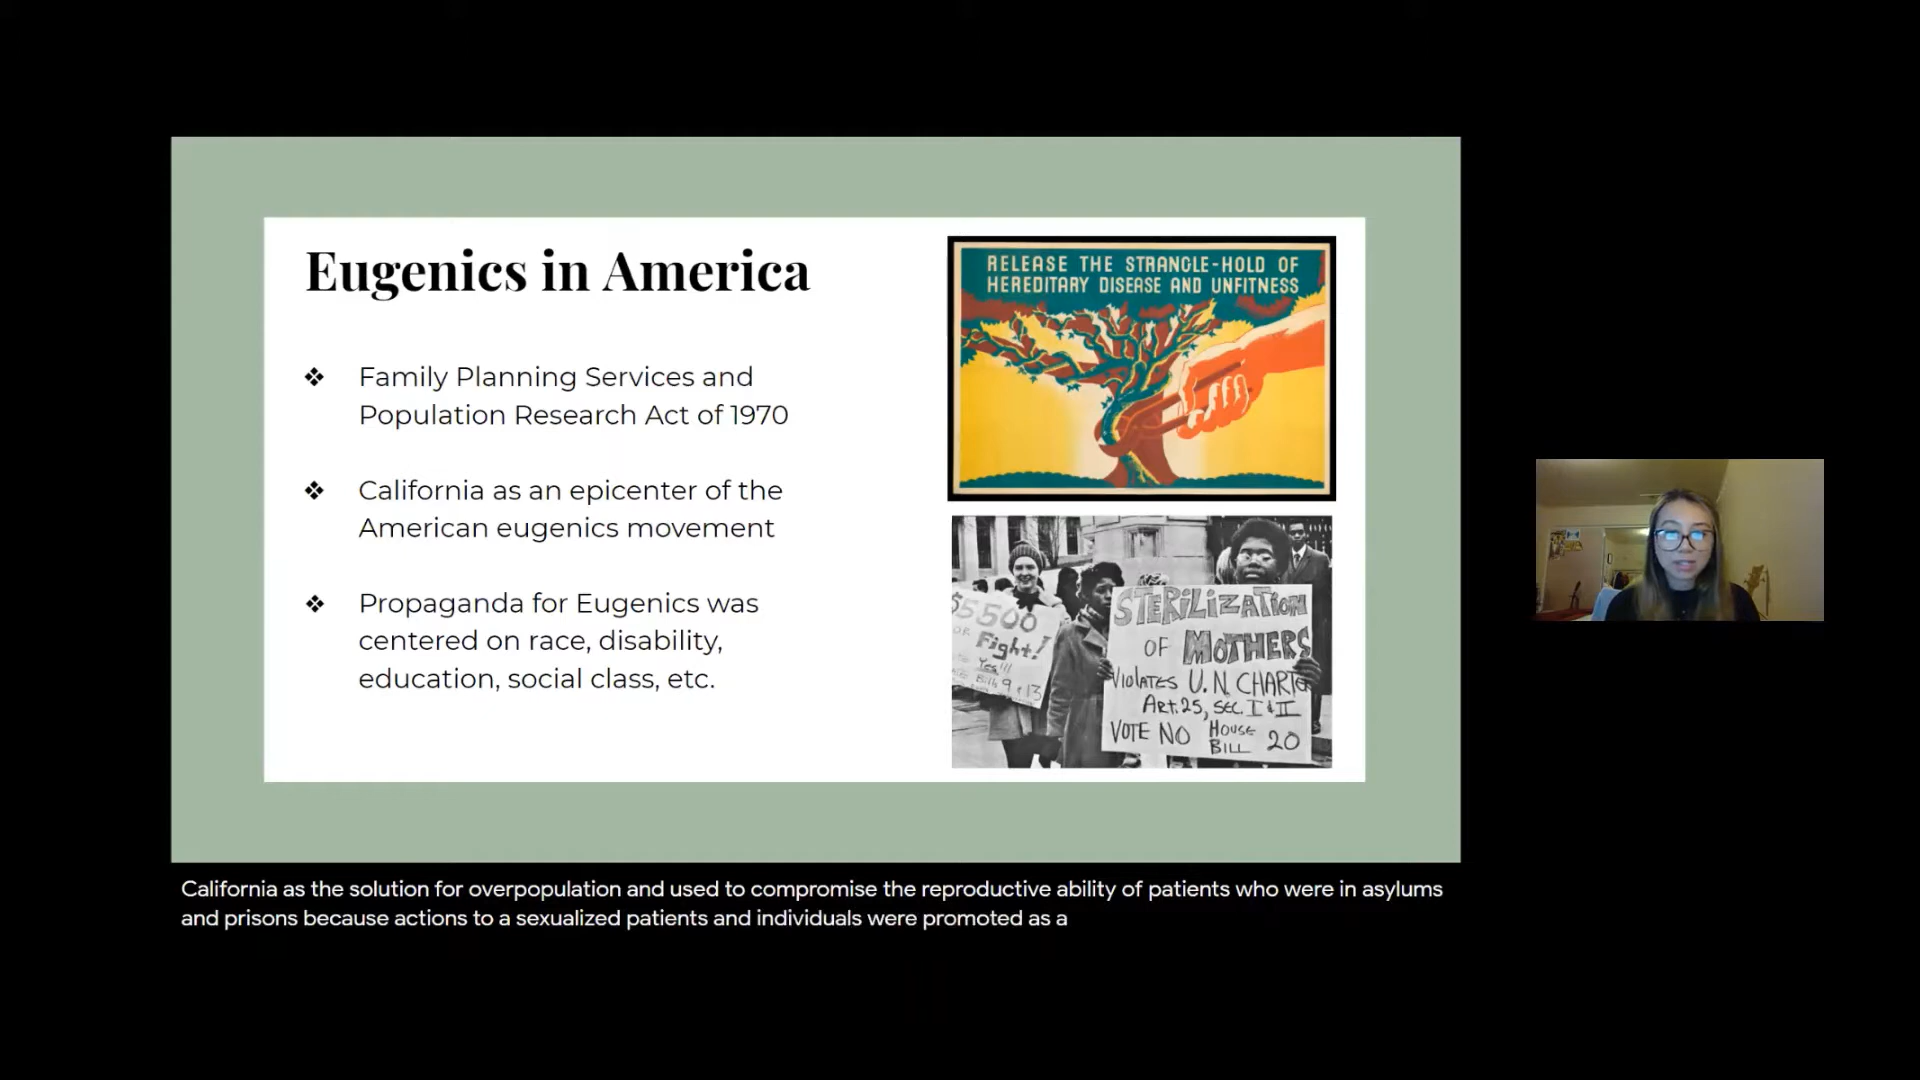 Eugenics in America
❖ Family Planning Services and
Population Research Act of 1970
❖ California as an epicenter of the
American eugenics movement
❖ Propaganda for Eugenics was
centered on race, disability,
education, social class, etc.
RELEASE THE STRANGLE-HOLD OF
HEREDITARY DISEASE AND UNFITNESS
$5500
OR
Fight!
Yes!!!
Bills 9 & 13
STERILIZATION
OF MOTHERS
VIOLATES U.N. CHARTER
ART. 25, SEC. I & II
VOTE NO HOUSE
BILL 20
California as the solution for overpopulation and used to compromise the reproductive ability of patients who were in asylums
and prisons because actions to a sexualized patients and individuals were promoted as a